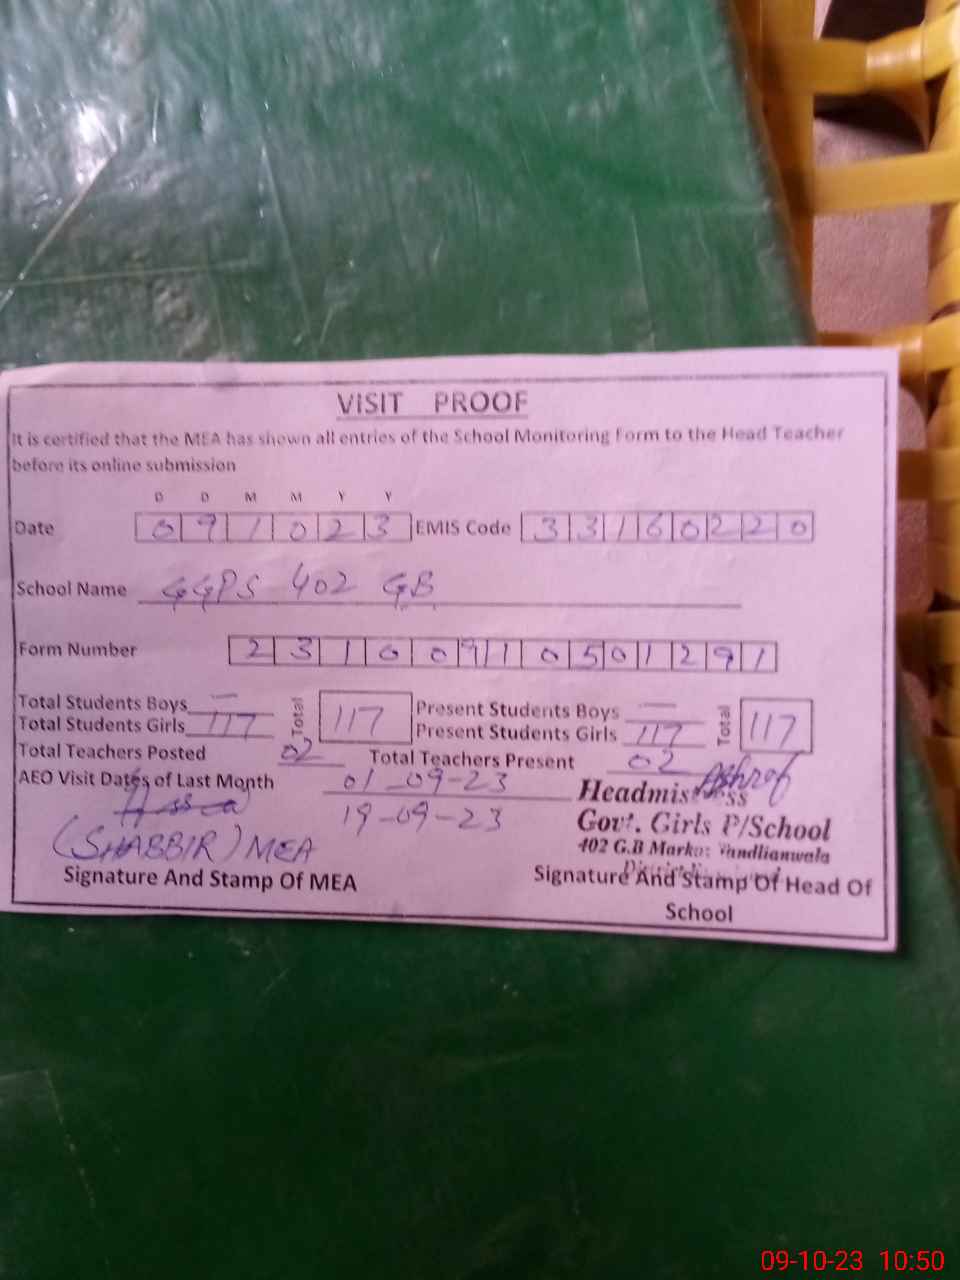 VISIT PROOF
It is certified that the MEA has shown all entries of the School Monitoring Form to the Head Teacher
before its online submission
D D M M Y Y
Date 0 9 1 0 2 3 EMIS Code 3 3 1 6 0 2 2 0
School Name GGPS 402 GB
Form Number 2 3 1 0 0 9 1 0 5 0 1 2 9 1
Total Students Boys — Total 117 Present Students Boys — Total 117
Total Students Girls 117 Present Students Girls 117
Total Teachers Posted 02 Total Teachers Present 02
AEO Visit Dates of Last Month 01-09-23
19-09-23
Headmistress
Govt. Girls P/School
402 G.B Markaz Tandlianwala
(SHABBIR) MEA
Signature And Stamp Of MEA
Signature And Stamp Of Head Of
School
09-10-23 10:50